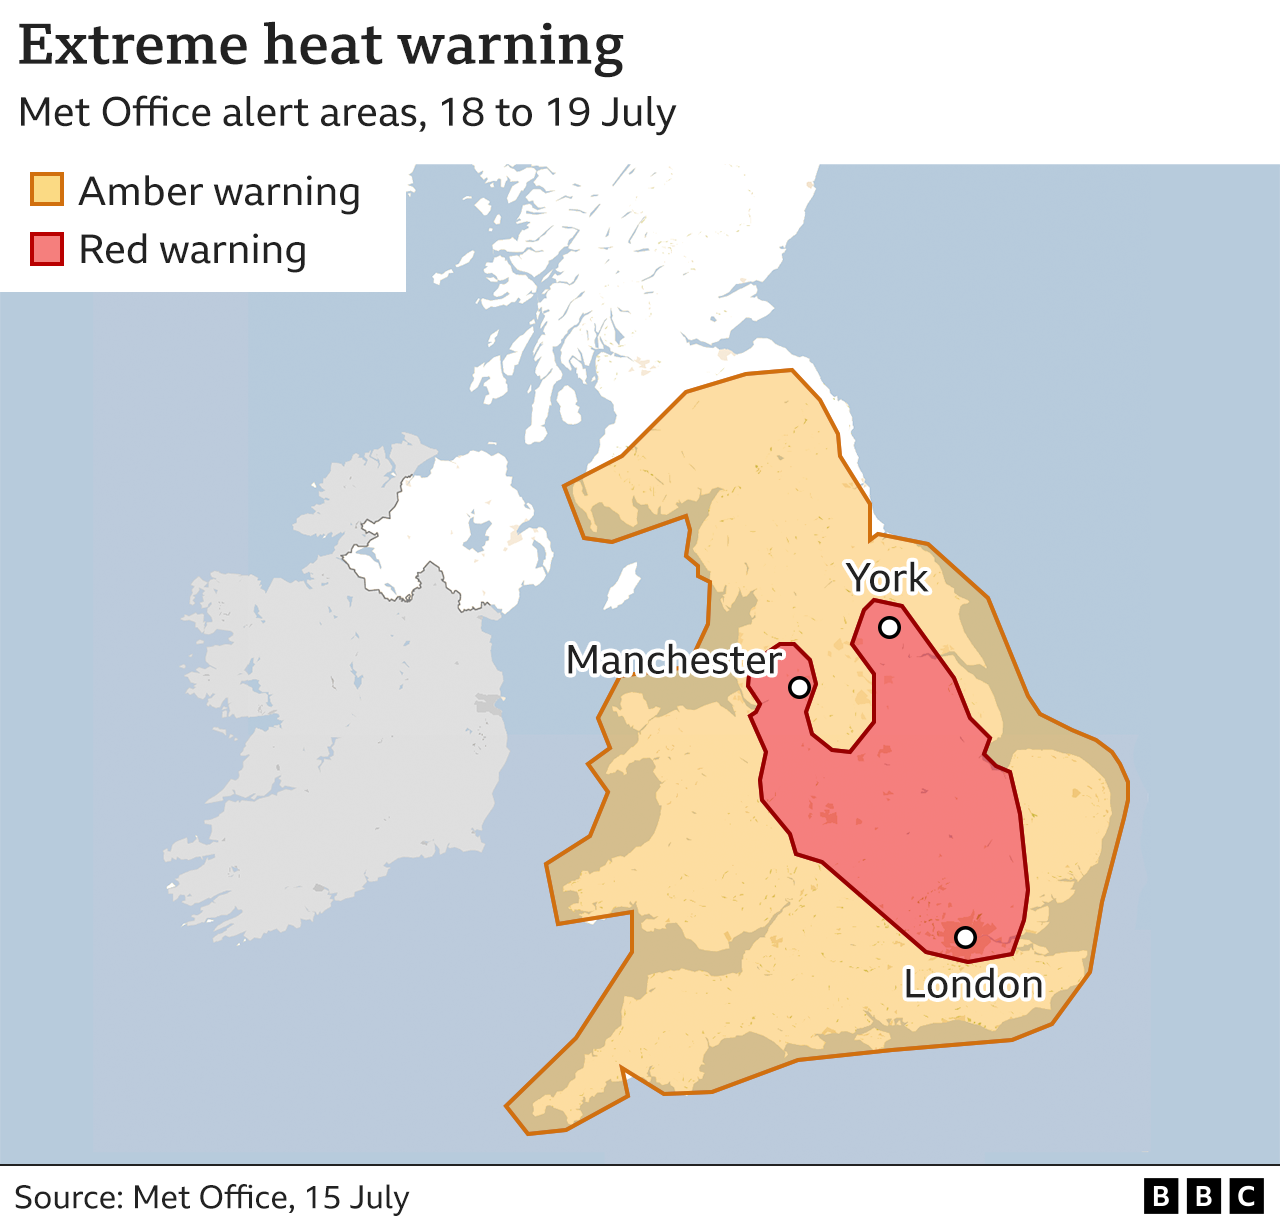 Extreme heat warning
Met Office alert areas, 18 to 19 July
Amber warning
Red warning
York
Manchester
London
Source: Met Office, 15 July
BBC